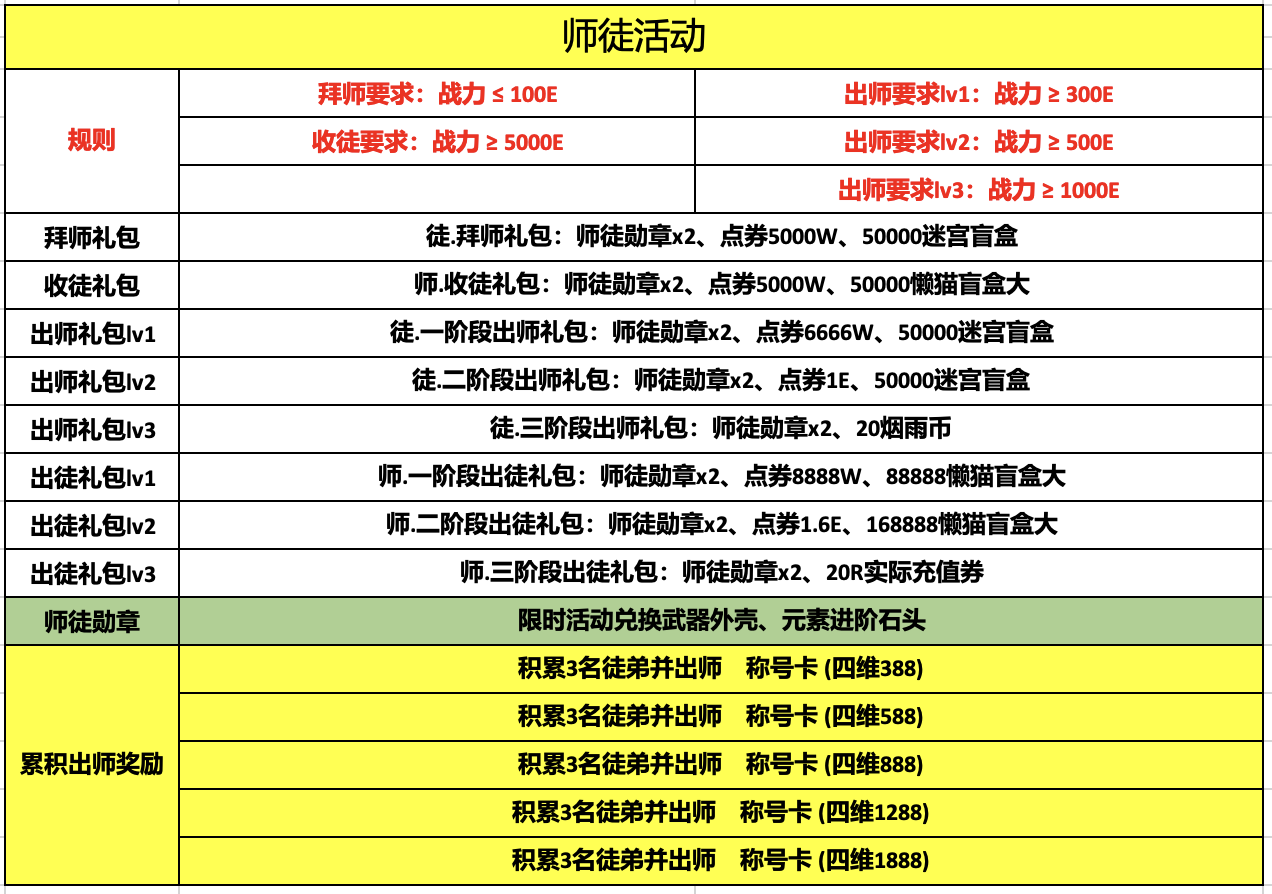 师徒活动
规则
拜师要求：战力 ≤ 100E
出师要求lv1：战力 ≥ 300E
收徒要求：战力 ≥ 5000E
出师要求lv2：战力 ≥ 500E
出师要求lv3：战力 ≥ 1000E
拜师礼包
徒.拜师礼包：师徒勋章x2、点券5000W、50000迷宫盲盒
收徒礼包
师.收徒礼包：师徒勋章x2、点券5000W、50000懒猫盲盒大
出师礼包lv1
徒.一阶段出师礼包：师徒勋章x2、点券6666W、50000迷宫盲盒
出师礼包lv2
徒.二阶段出师礼包：师徒勋章x2、点券1E、50000迷宫盲盒
出师礼包lv3
徒.三阶段出师礼包：师徒勋章x2、20烟雨币
出徒礼包lv1
师.一阶段出徒礼包：师徒勋章x2、点券8888W、88888懒猫盲盒大
出徒礼包lv2
师.二阶段出徒礼包：师徒勋章x2、点券1.6E、168888懒猫盲盒大
出徒礼包lv3
师.三阶段出徒礼包：师徒勋章x2、20R实际充值券
师徒勋章
限时活动兑换武器外壳、元素进阶石头
累积出师奖励
积累3名徒弟并出师 称号卡 (四维388)
积累3名徒弟并出师 称号卡 (四维588)
积累3名徒弟并出师 称号卡 (四维888)
积累3名徒弟并出师 称号卡 (四维1288)
积累3名徒弟并出师 称号卡 (四维1888)